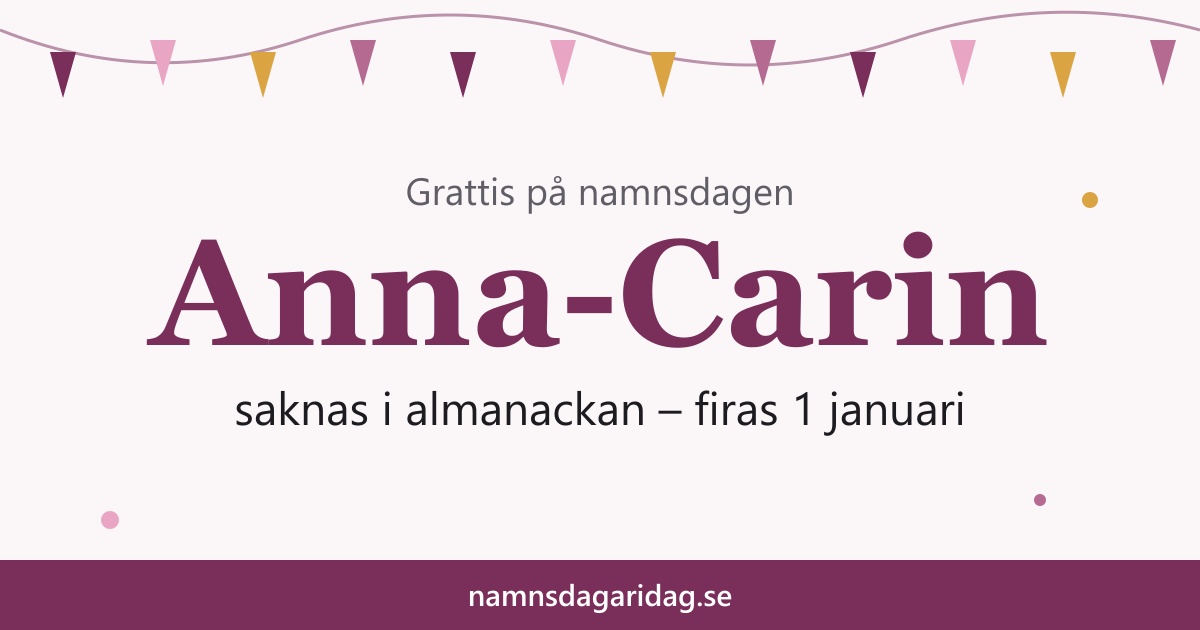 Grattis på namnsdagen
Anna-Carin
saknas i almanackan – firas 1 januari
namnsdagaridag.se